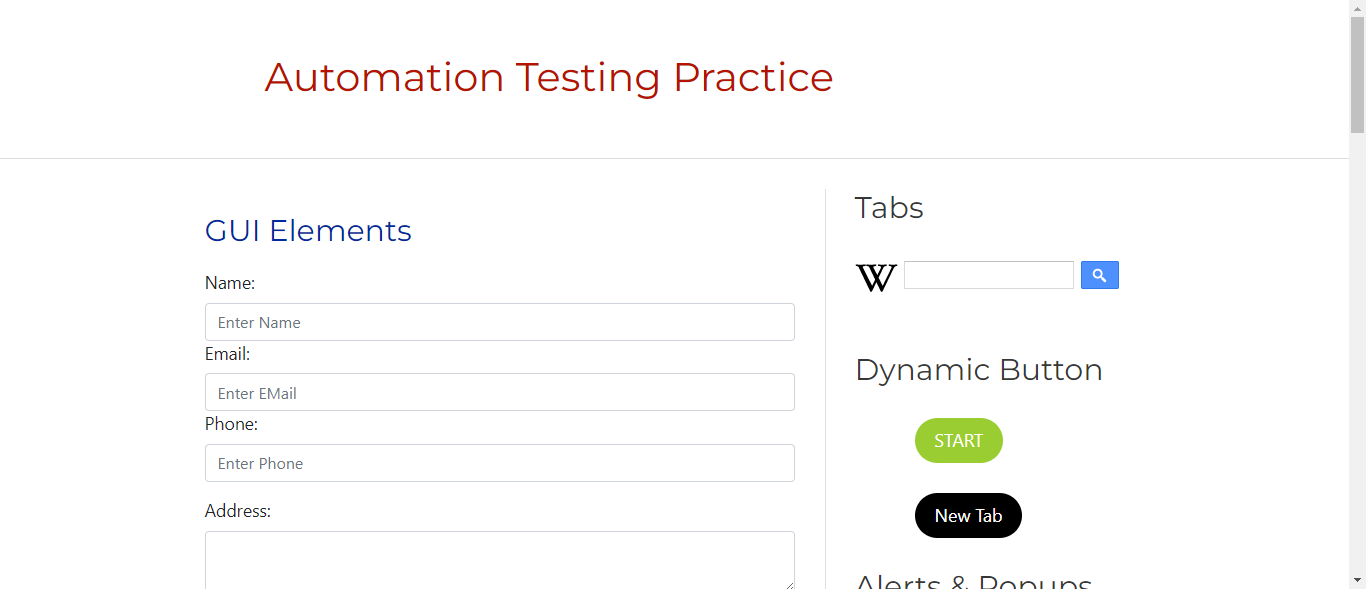 Automation Testing Practice
GUI Elements
Name:
Enter Name
Email:
Enter EMail
Phone:
Enter Phone
Address:
Tabs
W
Dynamic Button
START
New Tab
Alerts & Popups